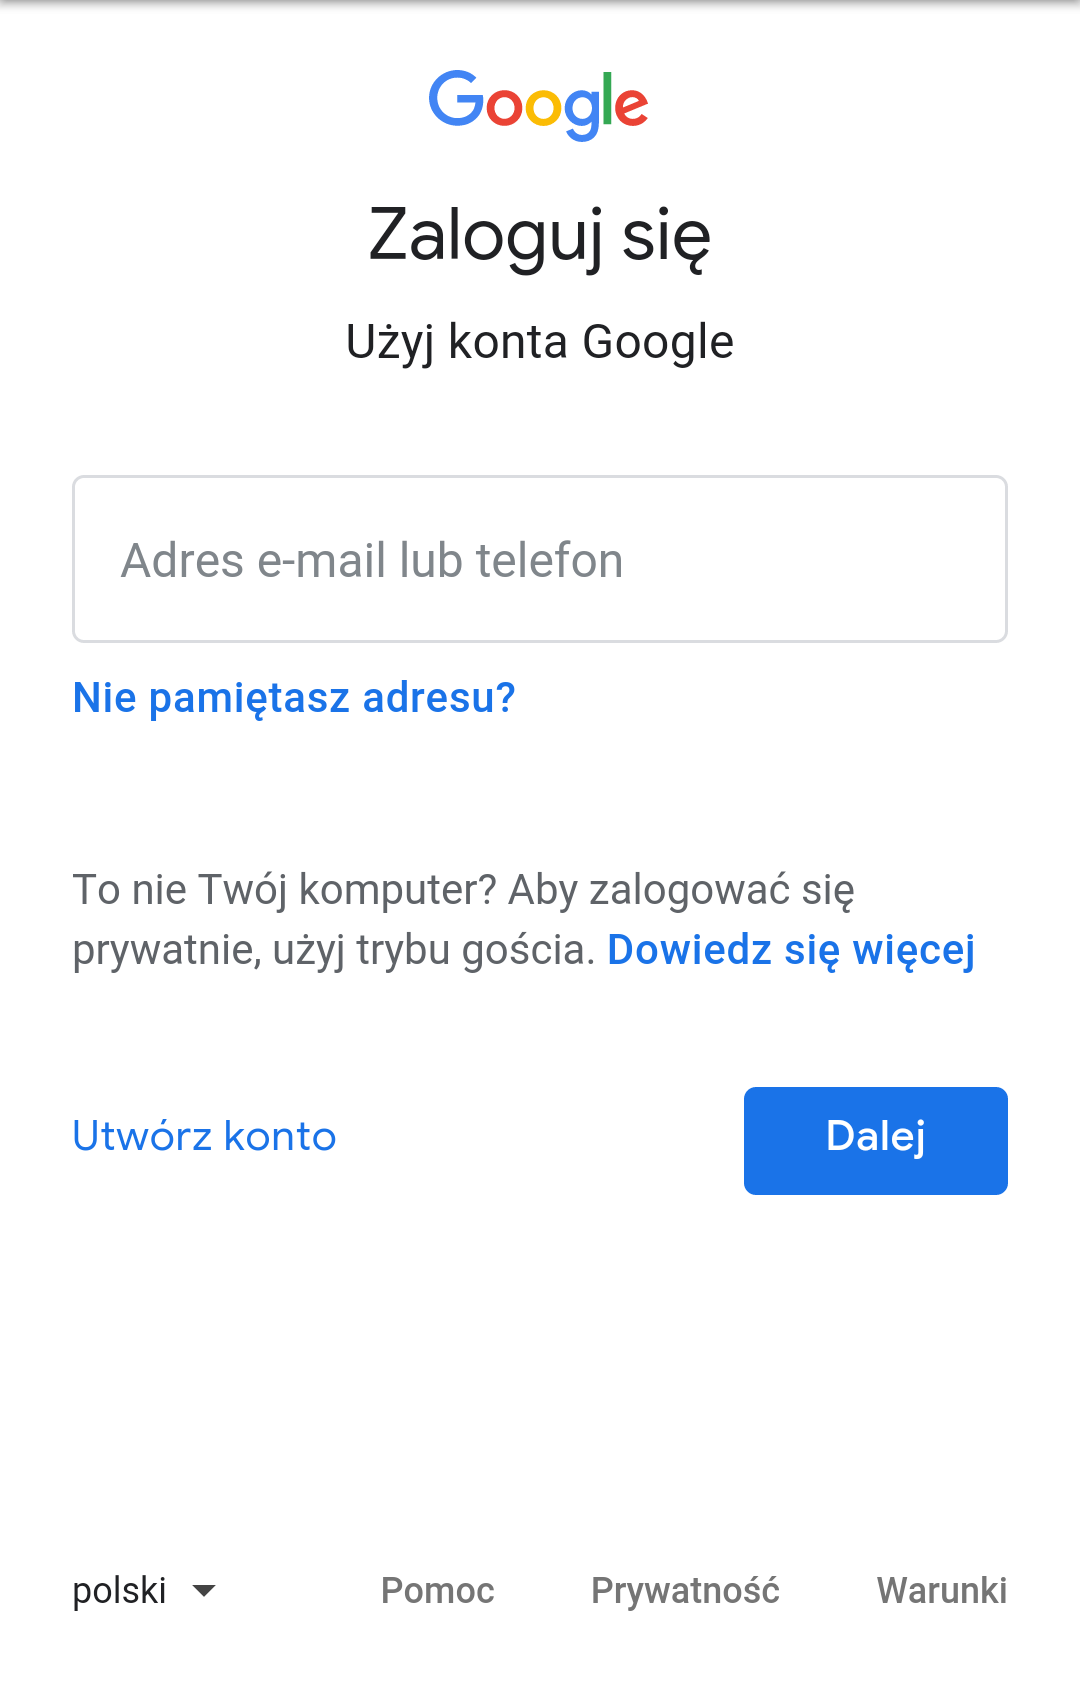 Google
Zaloguj się
Użyj konta Google
Adres e-mail lub telefon
Nie pamiętasz adresu?
To nie Twój komputer? Aby zalogować się
prywatnie, użyj trybu gościa. Dowiedz się więcej
Utwórz konto
Dalej
polski
Pomoc
Prywatność
Warunki